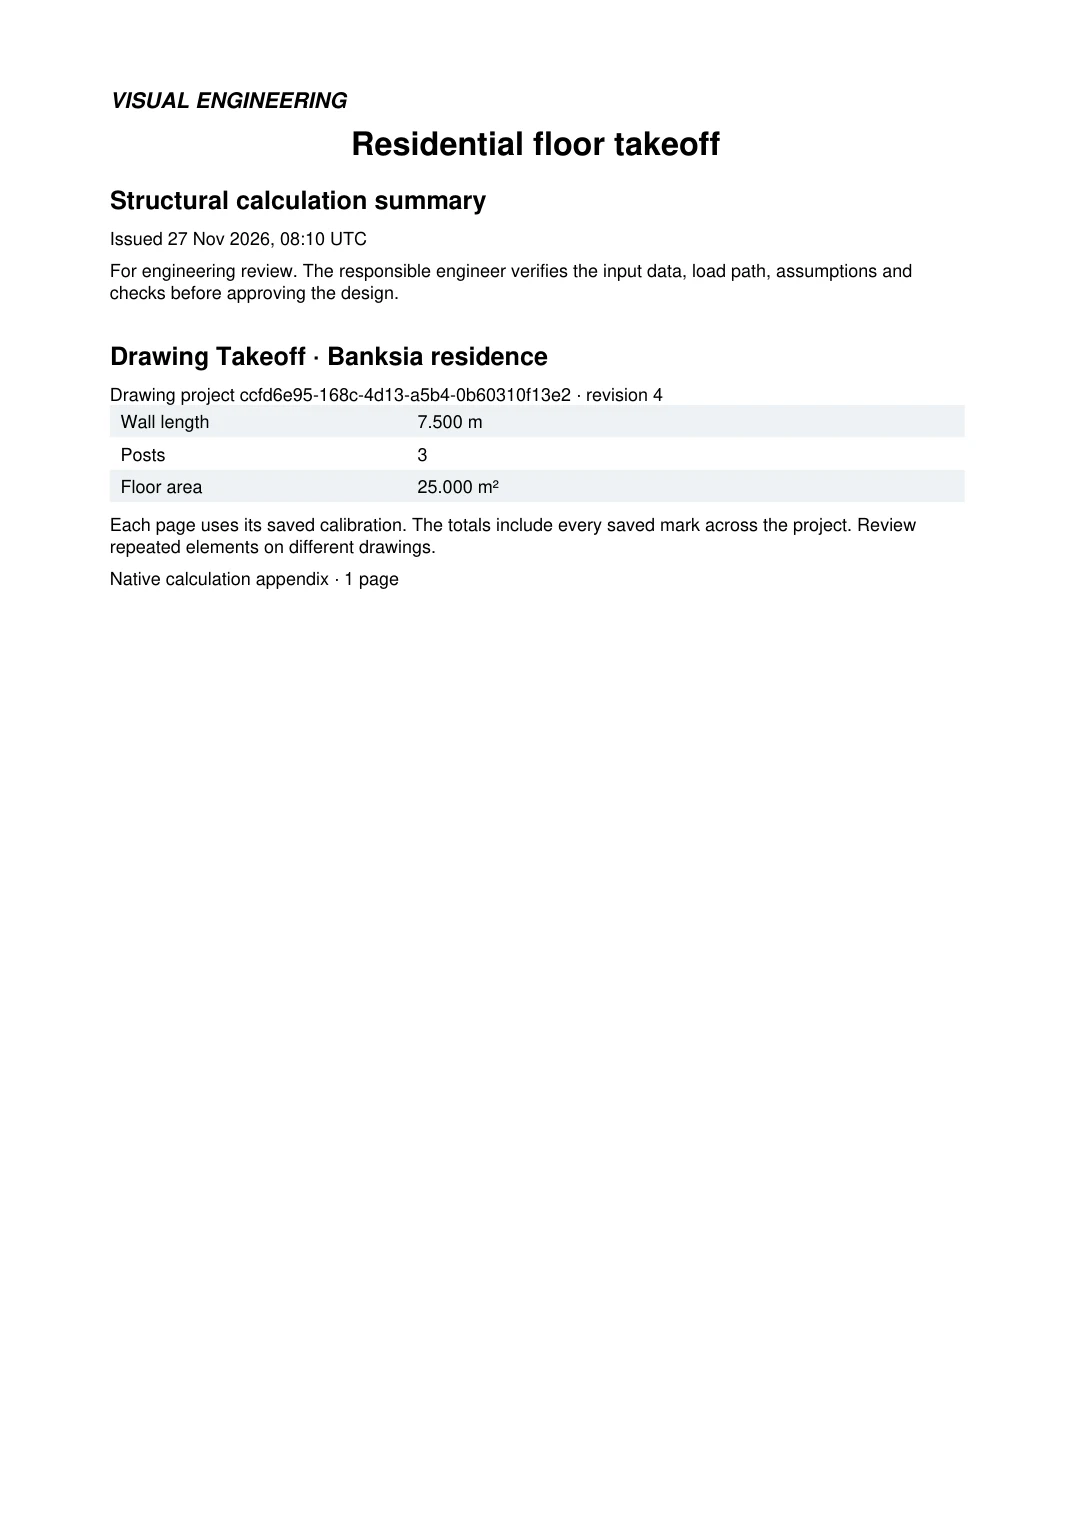 VISUAL ENGINEERING
Residential floor takeoff
Structural calculation summary
Issued 27 Nov 2026, 08:10 UTC
For engineering review. The responsible engineer verifies the input data, load path, assumptions and
checks before approving the design.
Drawing Takeoff · Banksia residence
Drawing project ccfd6e95-168c-4d13-a5b4-0b60310f13e2 · revision 4
Wall length 7.500 m
Posts 3
Floor area 25.000 m²
Each page uses its saved calibration. The totals include every saved mark across the project. Review
repeated elements on different drawings.
Native calculation appendix · 1 page